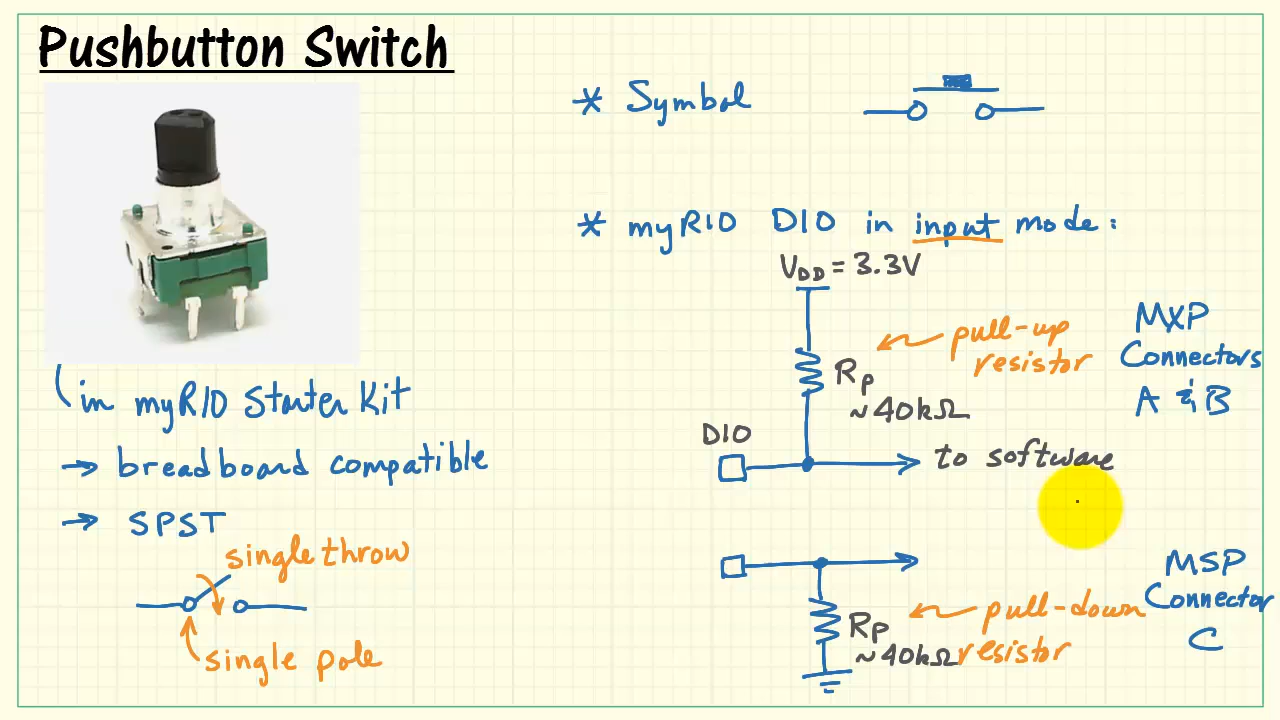 Pushbutton Switch
* Symbol
* myRIO DIO in input mode:
VDD = 3.3V
pull-up
resistor
Rp
~40kΩ
MXP
Connectors
A & B
DIO
to software
in myRIO Starter Kit
→ breadboard compatible
→ SPST
single throw
single pole
Rp
~40kΩ
pull-down
resistor
MSP
Connector
C